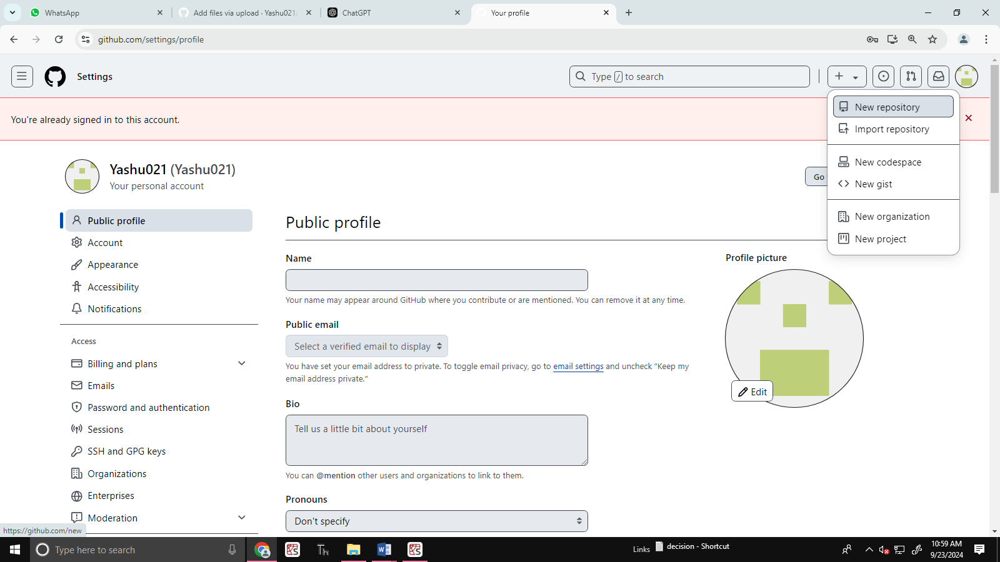 WhatsApp
Add files via upload · Yashu021/
ChatGPT
Your profile
github.com/settings/profile
Settings
Type / to search
New repository
Import repository
New codespace
New gist
New organization
New project
You're already signed in to this account.
Yashu021 (Yashu021)
Your personal account
Go
Public profile
Account
Appearance
Accessibility
Notifications
Access
Billing and plans
Emails
Password and authentication
Sessions
SSH and GPG keys
Organizations
Enterprises
Moderation
https://github.com/new
Public profile
Name
Your name may appear around GitHub where you contribute or are mentioned. You can remove it at any time.
Public email
Select a verified email to display
You have set your email address to private. To toggle email privacy, go to email settings and uncheck "Keep my
email address private."
Bio
Tell us a little bit about yourself
You can @mention other users and organizations to link to them.
Pronouns
Don't specify
Profile picture
Edit
Type here to search
Links
decision - Shortcut
10:59 AM
9/23/2024